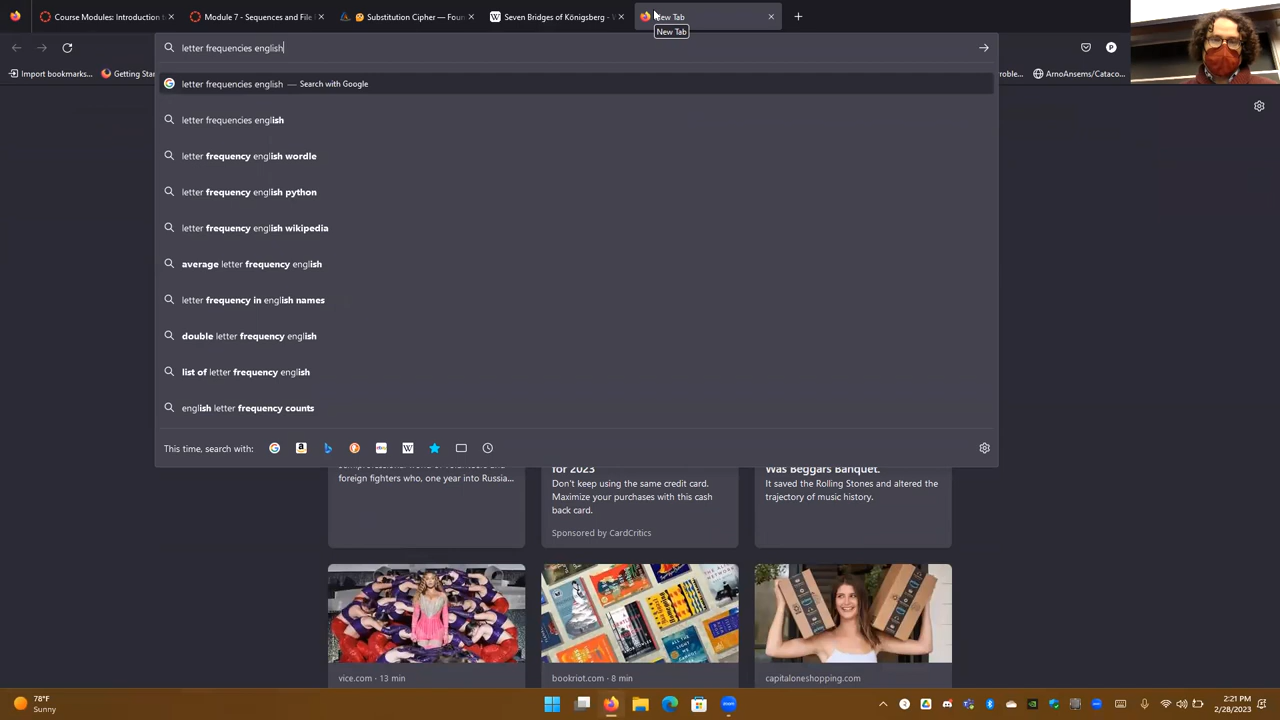 Course Modules: Introduction t
Module 7 - Sequences and File
Substitution Cipher — Foun
Seven Bridges of Königsberg -
New Tab
New Tab
letter frequencies english
Import bookmarks...
Getting Star
roble...
ArnoAnsems/Cataco...
letter frequencies english — Search with Google
letter frequencies english
letter frequency english wordle
letter frequency english python
letter frequency english wikipedia
average letter frequency english
letter frequency in english names
double letter frequency english
list of letter frequency english
english letter frequency counts
This time, search with:
foreign fighters who, one year into Russia...
for 2023
Don't keep using the same credit card.
Maximize your purchases with this cash
back card.
Sponsored by CardCritics
Was Beggars Banquet.
It saved the Rolling Stones and altered the
trajectory of music history.
vice.com · 13 min
bookriot.com · 8 min
capitaloneshopping.com
78°F
Sunny
2:21 PM
2/28/2023